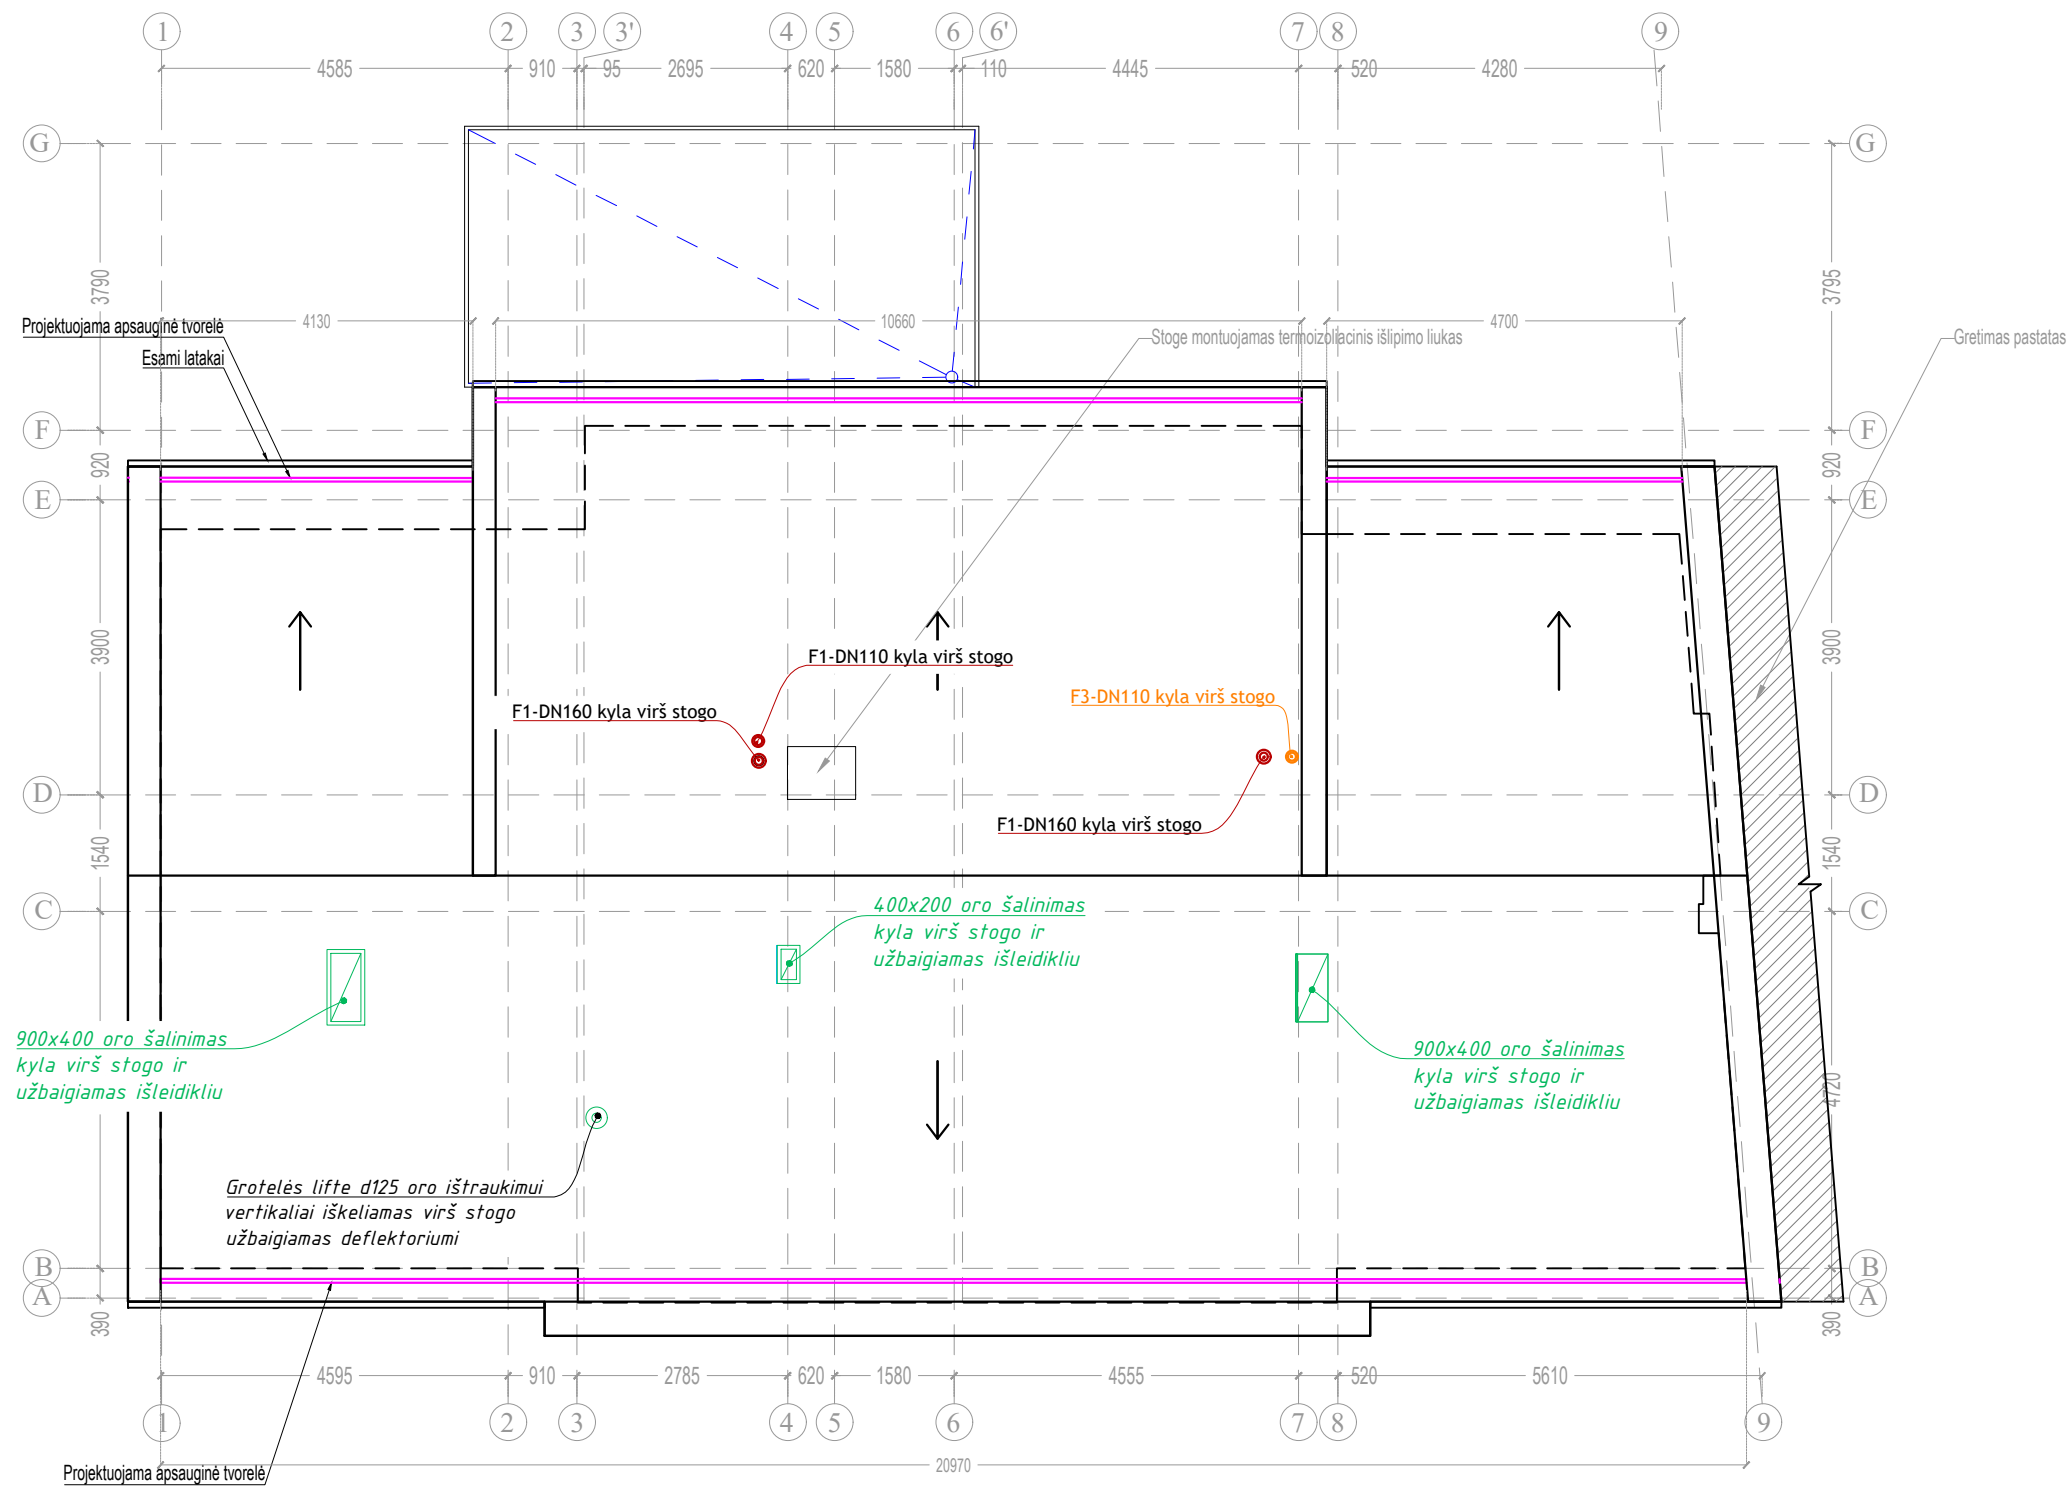 1 2 3 3' 4 5 6 6' 7 8 9
4585 910 95 2695 620 1580 110 4445 520 4280
G G
3790 3795
4130 10660 4700
Projektuojama apsauginė tvorelė
Esami latakai
Stoge montuojamas termoizoliacinis išlipimo liukas
Gretimas pastatas
F F
920 920
E E
3900 3900
F1-DN110 kyla virš stogo
F1-DN160 kyla virš stogo
F3-DN110 kyla virš stogo
D D
F1-DN160 kyla virš stogo
1540 1540
C C
400x200 oro šalinimas
kyla virš stogo ir
užbaigiamas išleidikliu
900x400 oro šalinimas
kyla virš stogo ir
užbaigiamas išleidikliu
900x400 oro šalinimas
kyla virš stogo ir
užbaigiamas išleidikliu
4720
Grotelės lifte d125 oro ištraukimui
vertikaliai iškeliamas virš stogo
užbaigiamas deflektoriumi
B B
A A
390 390
4595 910 2785 620 1580 4555 520 5610
1 2 3 4 5 6 7 8 9
20970
Projektuojama apsauginė tvorelė